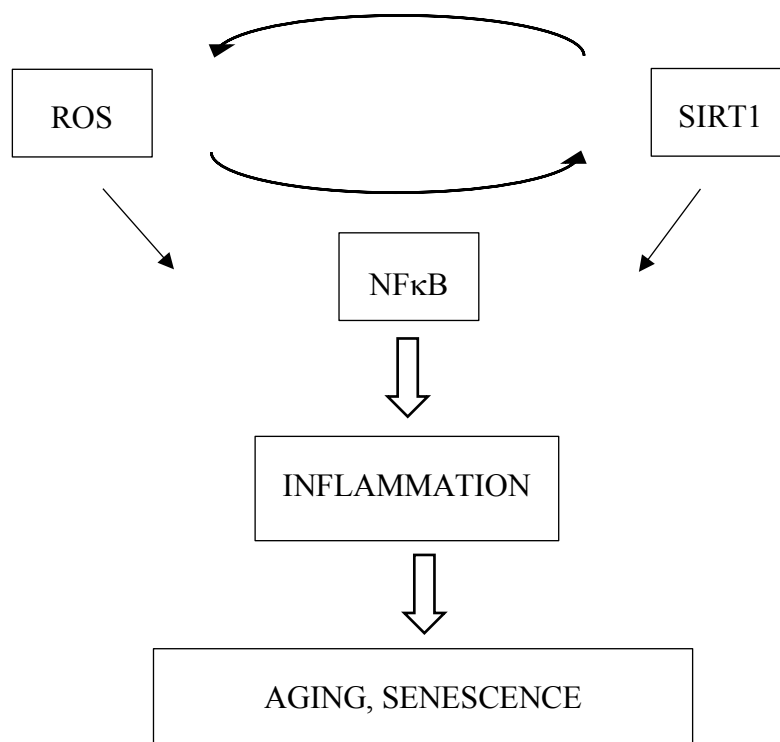 ROS
SIRT1
NFκB
INFLAMMATION
AGING, SENESCENCE